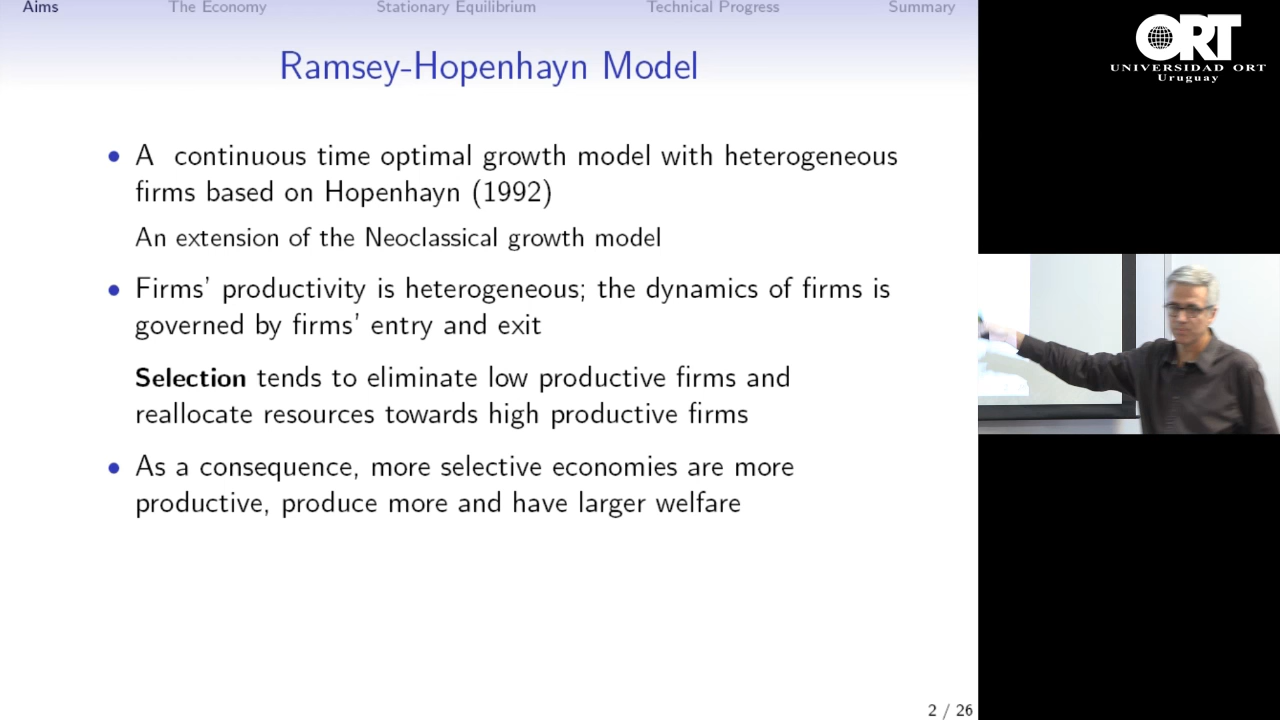 Aims The Economy Stationary Equilibrium Technical Progress Summary
Ramsey-Hopenhayn Model
• A continuous time optimal growth model with heterogeneous
firms based on Hopenhayn (1992)
An extension of the Neoclassical growth model
• Firms' productivity is heterogeneous; the dynamics of firms is
governed by firms' entry and exit
Selection tends to eliminate low productive firms and
reallocate resources towards high productive firms
• As a consequence, more selective economies are more
productive, produce more and have larger welfare
2 / 26
ORT
UNIVERSIDAD ORT
Uruguay